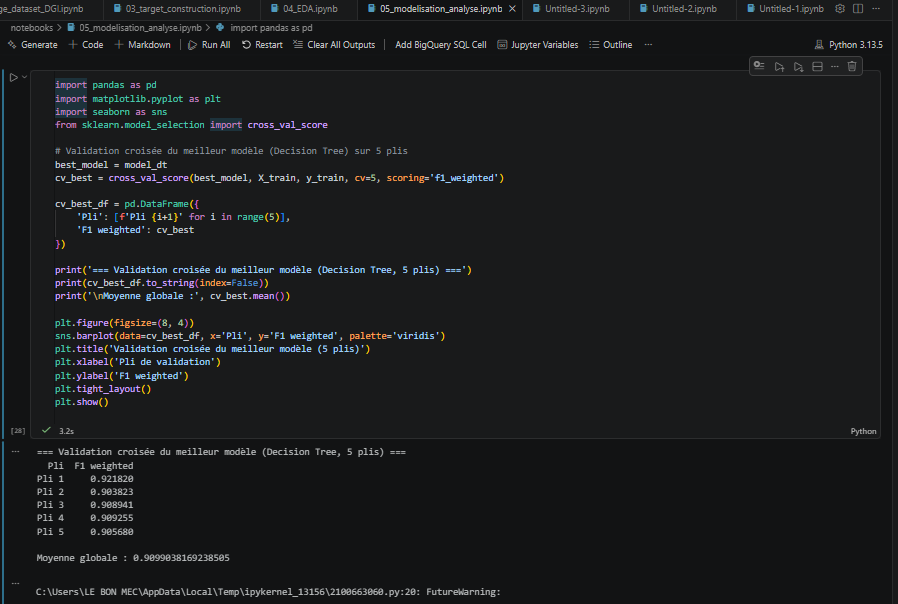 ge_dataset_DGI.ipynb 03_target_construction.ipynb 04_EDA.ipynb 05_modelisation_analyse.ipynb Untitled-3.ipynb Untitled-2.ipynb Untitled-1.ipynb
notebooks > 05_modelisation_analyse.ipynb > import pandas as pd
Generate + Code + Markdown Run All Restart Clear All Outputs Add BigQuery SQL Cell Jupyter Variables Outline ... Python 3.13.5
import pandas as pd
import matplotlib.pyplot as plt
import seaborn as sns
from sklearn.model_selection import cross_val_score
# Validation croisée du meilleur modèle (Decision Tree) sur 5 plis
best_model = model_dt
cv_best = cross_val_score(best_model, X_train, y_train, cv=5, scoring='f1_weighted')
cv_best_df = pd.DataFrame({
'Pli': [f'Pli {i+1}' for i in range(5)],
'F1 weighted': cv_best
})
print('=== Validation croisée du meilleur modèle (Decision Tree, 5 plis) ===')
print(cv_best_df.to_string(index=False))
print('\nMoyenne globale :', cv_best.mean())
plt.figure(figsize=(8, 4))
sns.barplot(data=cv_best_df, x='Pli', y='F1 weighted', palette='viridis')
plt.title('Validation croisée du meilleur modèle (5 plis)')
plt.xlabel('Pli de validation')
plt.ylabel('F1 weighted')
plt.tight_layout()
plt.show()
[28] 3.2s Python
=== Validation croisée du meilleur modèle (Decision Tree, 5 plis) ===
Pli F1 weighted
Pli 1 0.921820
Pli 2 0.903823
Pli 3 0.908941
Pli 4 0.909255
Pli 5 0.905680
Moyenne globale : 0.9099038169238505
C:\Users\LE BON MEC\AppData\Local\Temp\ipykernel_13156\2100663060.py:20: FutureWarning: